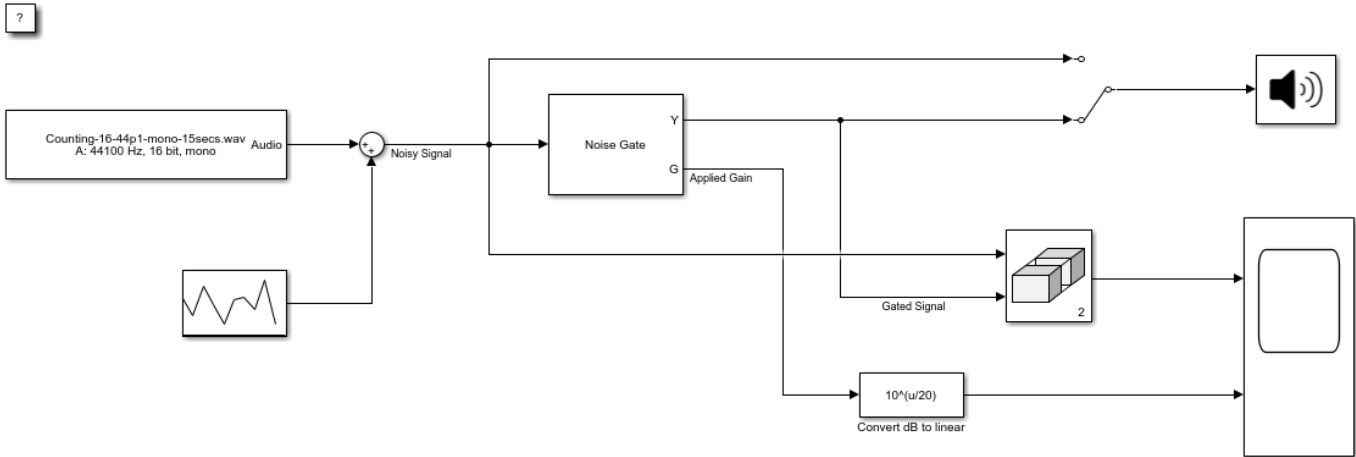 ?
Counting-16-44p1-mono-15secs.wav
A: 44100 Hz, 16 bit, mono
Audio
+
+
Noisy Signal
Noise Gate
Y
G
Applied Gain
Gated Signal
2
10^(u/20)
Convert dB to linear